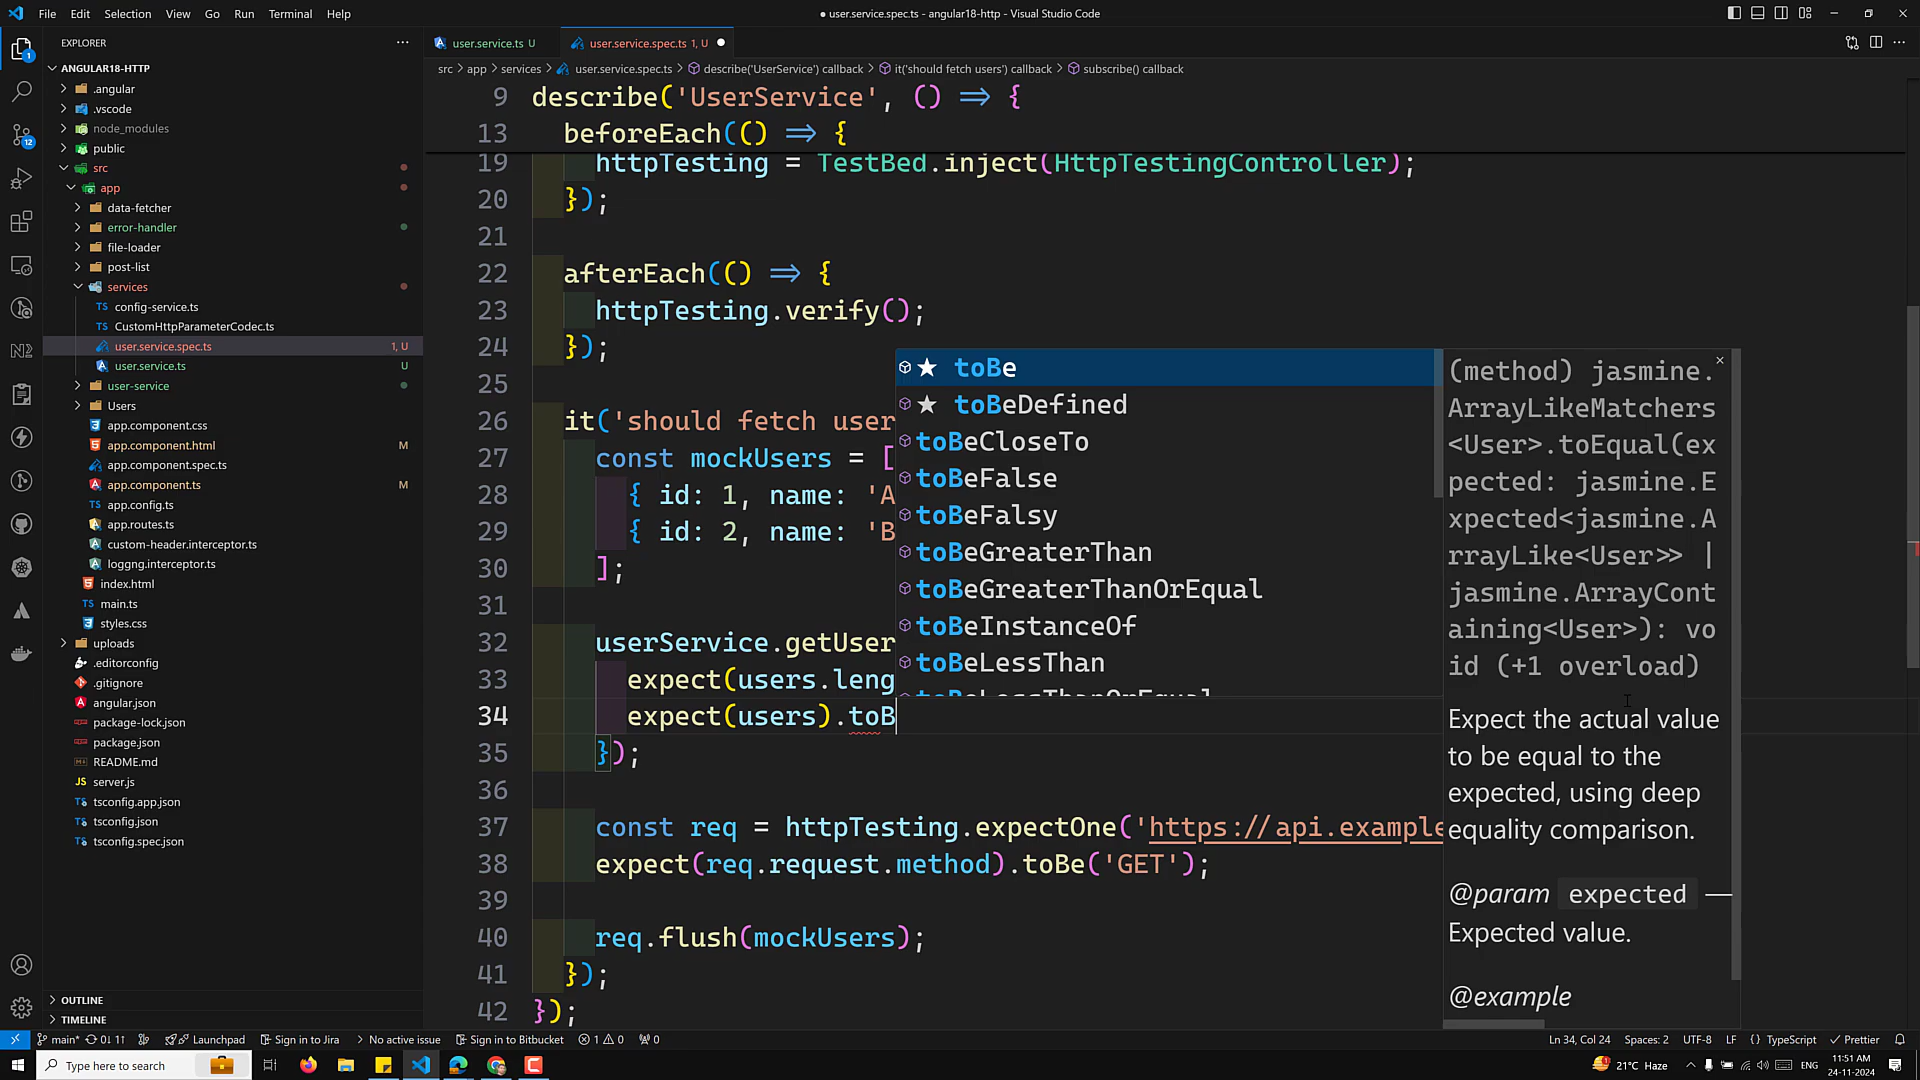 File Edit Selection View Go Run Terminal Help
● user.service.spec.ts - angular18-http - Visual Studio Code
EXPLORER
ANGULAR18-HTTP
.angular
.vscode
node_modules
public
src
app
data-fetcher
error-handler
file-loader
post-list
services
config-service.ts
CustomHttpParameterCodec.ts
user.service.spec.ts 1, U
user.service.ts U
user-service
Users
app.component.css
app.component.html M
app.component.spec.ts
app.component.ts M
app.config.ts
app.routes.ts
custom-header.interceptor.ts
loggng.interceptor.ts
index.html
main.ts
styles.css
uploads
.editorconfig
.gitignore
angular.json
package-lock.json
package.json
README.md
server.js
tsconfig.app.json
tsconfig.json
tsconfig.spec.json
OUTLINE
TIMELINE
user.service.ts U
user.service.spec.ts 1, U ●
src > app > services > user.service.spec.ts > describe('UserService') callback > it('should fetch users') callback > subscribe() callback
9 describe('UserService', () => {
13 beforeEach(() => {
19 httpTesting = TestBed.inject(HttpTestingController);
20 });
21
22 afterEach(() => {
23 httpTesting.verify();
24 });
25
26 it('should fetch user
27 const mockUsers = [
28 { id: 1, name: 'A
29 { id: 2, name: 'B
30 ];
31
32 userService.getUser
33 expect(users.leng
34 expect(users).toB
35 });
36
37 const req = httpTesting.expectOne('https://api.example
38 expect(req.request.method).toBe('GET');
39
40 req.flush(mockUsers);
41 });
42 });
★ toBe
★ toBeDefined
toBeCloseTo
toBeFalse
toBeFalsy
toBeGreaterThan
toBeGreaterThanOrEqual
toBeInstanceOf
toBeLessThan
toBeLessThanOrEqual
(method) jasmine.
ArrayLikeMatchers
<User>.toEqual(ex
pected: jasmine.E
xpected<jasmine.A
rrayLike<User>> |
jasmine.ArrayCont
aining<User>): vo
id (+1 overload)
Expect the actual value
to be equal to the
expected, using deep
equality comparison.
@param expected —
Expected value.
@example
main* 0↓ 1↑ Launchpad Sign in to Jira No active issue Sign in to Bitbucket 1 0 0
Ln 34, Col 24 Spaces: 2 UTF-8 LF {} TypeScript Prettier
Type here to search
21°C Haze
ENG
11:51 AM
24-11-2024